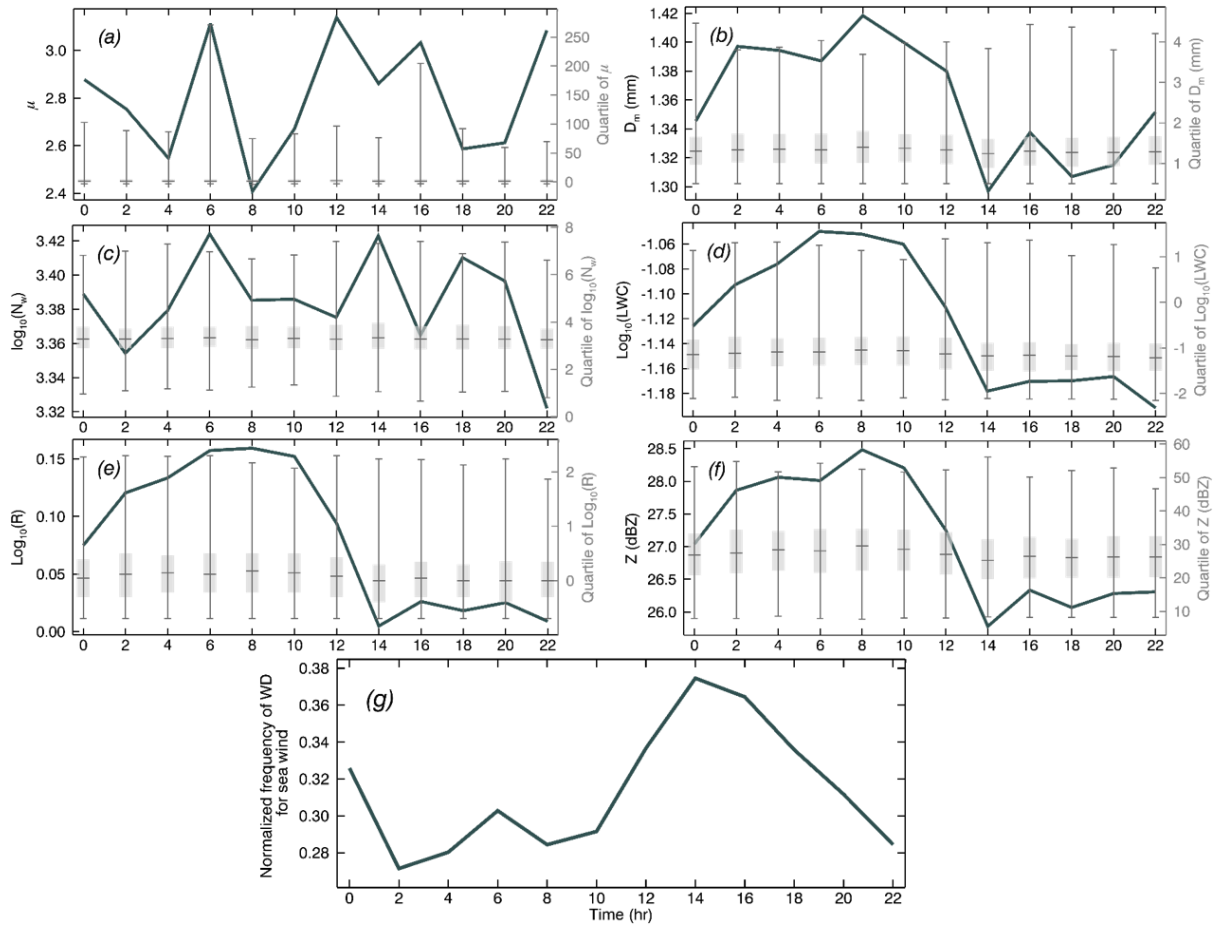 (a)
μ
3.0
2.8
2.6
2.4
250
200
150
100
50
0
Quartile of μ
0 2 4 6 8 10 12 14 16 18 20 22
(b)
D_m (mm)
1.42
1.40
1.38
1.36
1.34
1.32
1.30
4
3
2
1
Quartile of D_m (mm)
0 2 4 6 8 10 12 14 16 18 20 22
(c)
log₁₀(N_w)
3.42
3.40
3.38
3.36
3.34
3.32
8
6
4
2
0
Quartile of log₁₀(N_w)
0 2 4 6 8 10 12 14 16 18 20 22
(d)
Log₁₀(LWC)
-1.06
-1.08
-1.10
-1.12
-1.14
-1.16
-1.18
1
0
-1
-2
Quartile of Log₁₀(LWC)
0 2 4 6 8 10 12 14 16 18 20 22
(e)
Log₁₀(R)
0.15
0.10
0.05
0.00
2
1
0
Quartile of Log₁₀(R)
0 2 4 6 8 10 12 14 16 18 20 22
(f)
Z (dBZ)
28.5
28.0
27.5
27.0
26.5
26.0
60
50
40
30
20
10
Quartile of Z (dBZ)
0 2 4 6 8 10 12 14 16 18 20 22
(g)
Normalized frequency of WD
for sea wind
0.38
0.36
0.34
0.32
0.30
0.28
0 2 4 6 8 10 12 14 16 18 20 22
Time (hr)